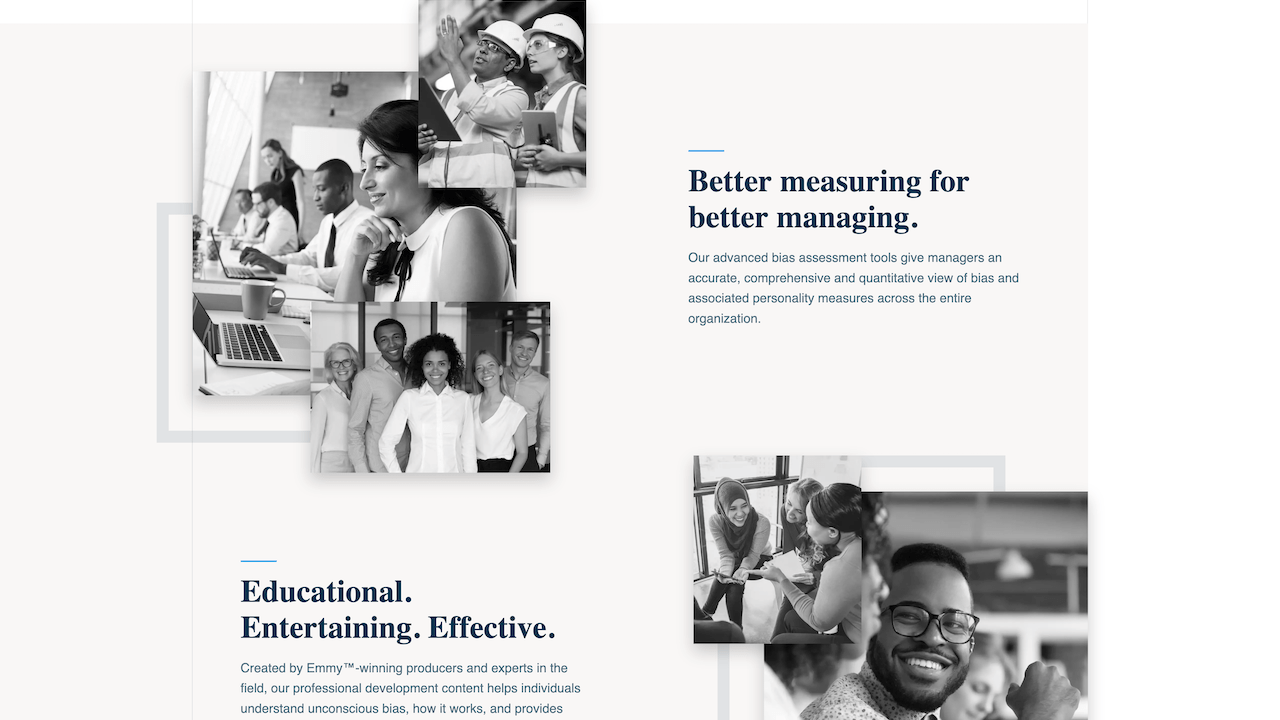 Better measuring for
better managing.
Our advanced bias assessment tools give managers an
accurate, comprehensive and quantitative view of bias and
associated personality measures across the entire
organization.
Educational.
Entertaining. Effective.
Created by Emmy™-winning producers and experts in the
field, our professional development content helps individuals
understand unconscious bias, how it works, and provides